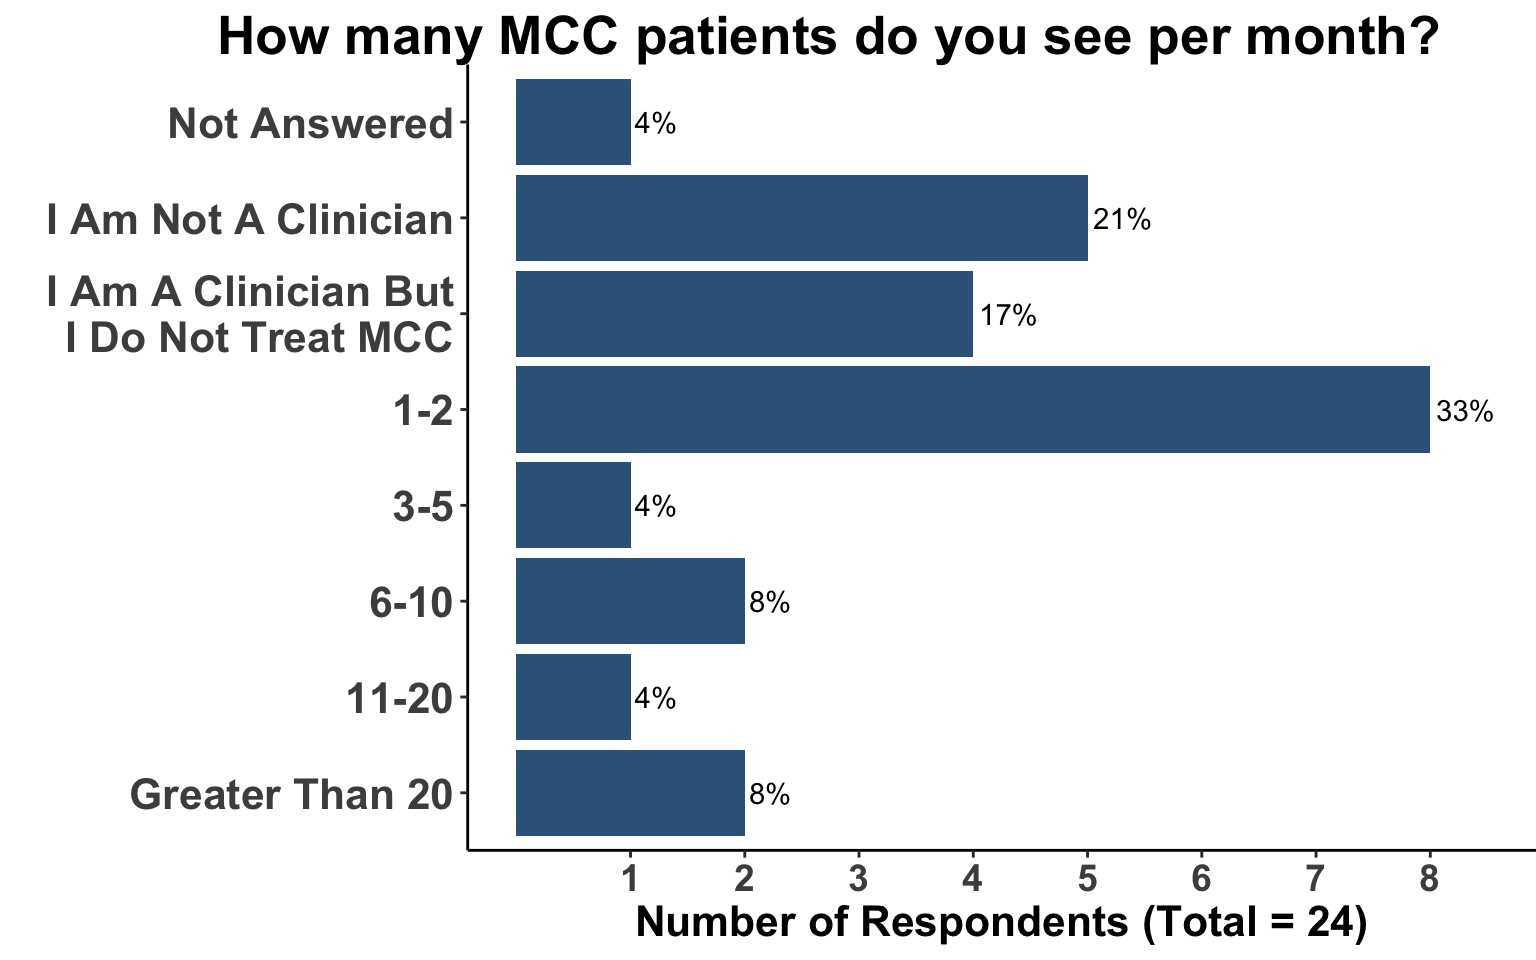 How many MCC patients do you see per month?
Not Answered
4%
I Am Not A Clinician
21%
I Am A Clinician But
I Do Not Treat MCC
17%
1-2
33%
3-5
4%
6-10
8%
11-20
4%
Greater Than 20
8%
1 2 3 4 5 6 7 8
Number of Respondents (Total = 24)